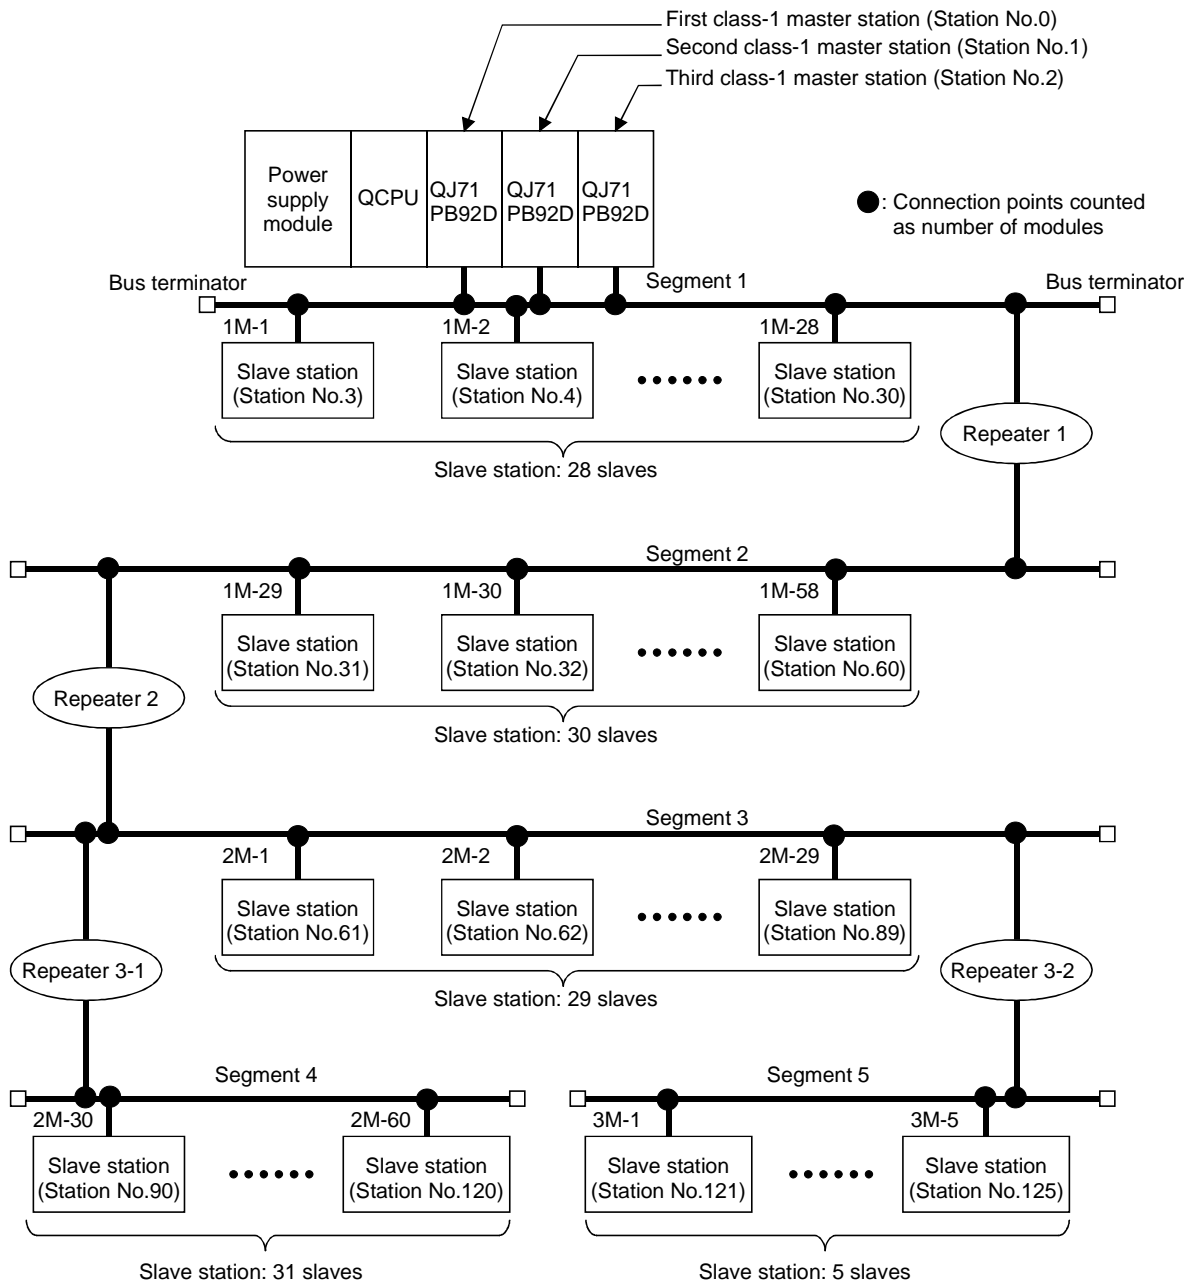 First class-1 master station (Station No.0)
Second class-1 master station (Station No.1)
Third class-1 master station (Station No.2)
Power
supply
module
QCPU
QJ71
PB92D
QJ71
PB92D
QJ71
PB92D
: Connection points counted
as number of modules
Bus terminator
Segment 1
Bus terminator
1M-1
1M-2
1M-28
Slave station
(Station No.3)
Slave station
(Station No.4)
Slave station
(Station No.30)
Repeater 1
Slave station: 28 slaves
Segment 2
1M-29
1M-30
1M-58
Slave station
(Station No.31)
Slave station
(Station No.32)
Slave station
(Station No.60)
Repeater 2
Slave station: 30 slaves
Segment 3
2M-1
2M-2
2M-29
Slave station
(Station No.61)
Slave station
(Station No.62)
Slave station
(Station No.89)
Repeater 3-1
Repeater 3-2
Slave station: 29 slaves
Segment 4
Segment 5
2M-30
2M-60
3M-1
3M-5
Slave station
(Station No.90)
Slave station
(Station No.120)
Slave station
(Station No.121)
Slave station
(Station No.125)
Slave station: 31 slaves
Slave station: 5 slaves